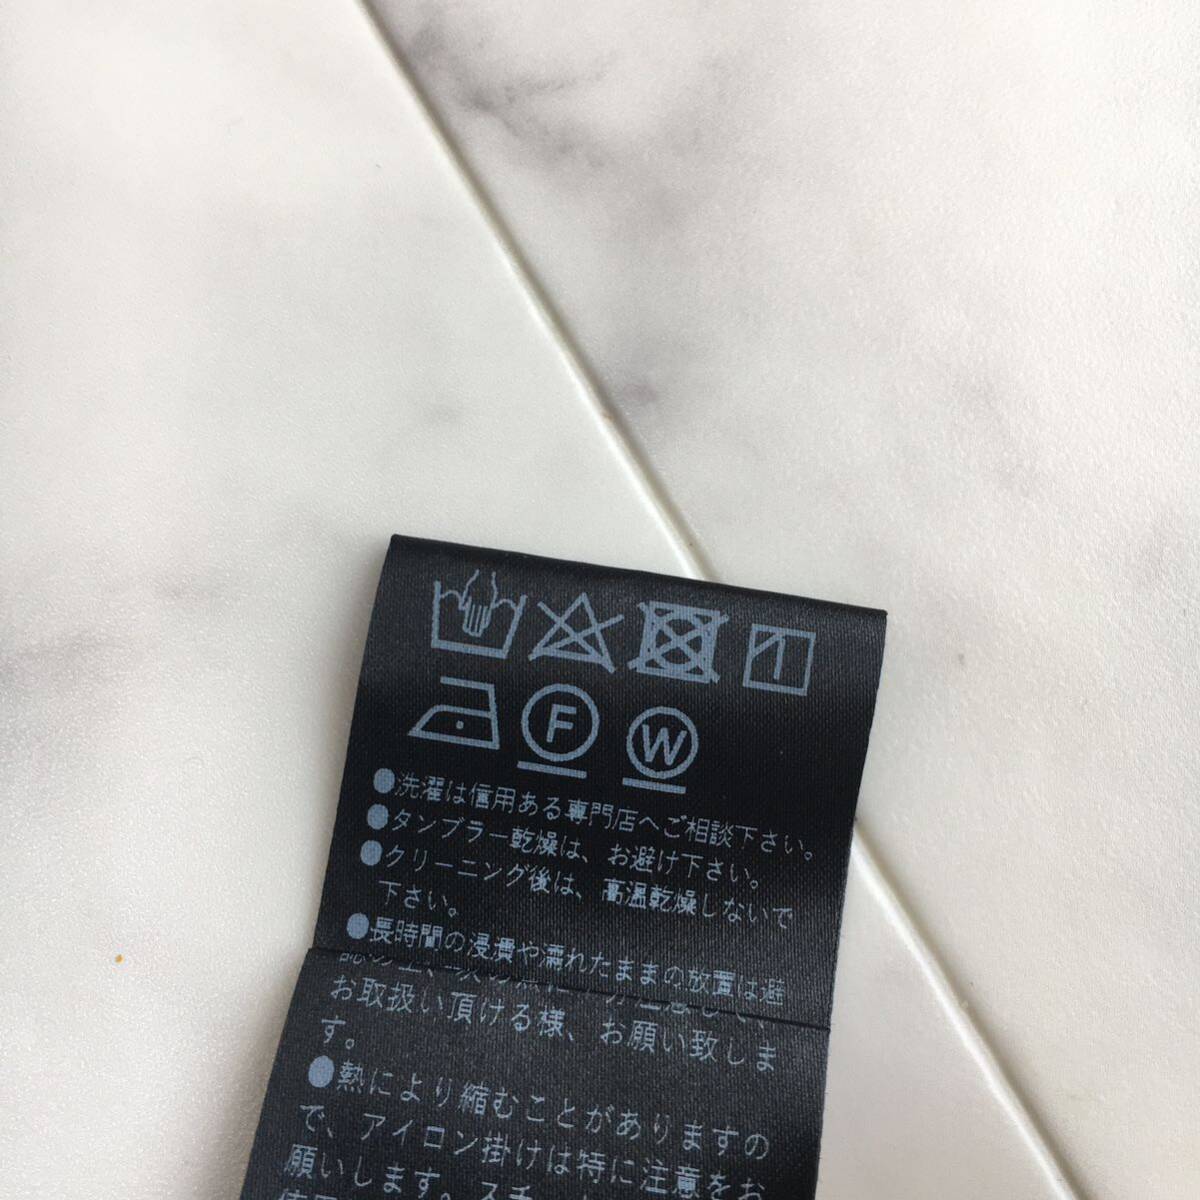 F W
●洗濯は信用ある専門店へご相談下さい。
●タンブラー乾燥は、お避け下さい。
●クリーニング後は、高温乾燥しないで
下さい。
●長時間の浸漬や濡れたままの放置は避
お取扱い頂ける様、お願い致しま
す。
●熱により縮むことがありますの
で、アイロン掛けは特に注意をお
願いします。スチ